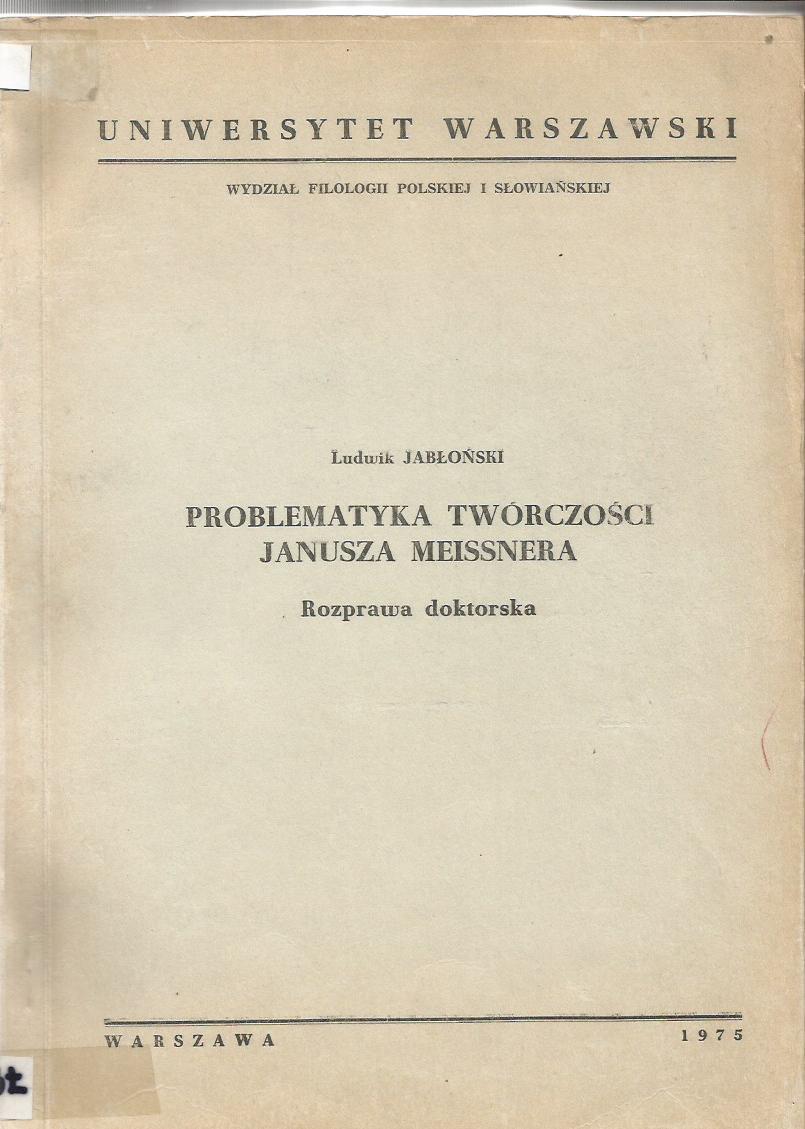 UNIWERSYTET WARSZAWSKI
WYDZIAŁ FILOLOGII POLSKIEJ I SŁOWIAŃSKIEJ
Ludwik JABŁOŃSKI
PROBLEMATYKA TWÓRCZOŚCI
JANUSZA MEISSNERA
Rozprawa doktorska
WARSZAWA 1975